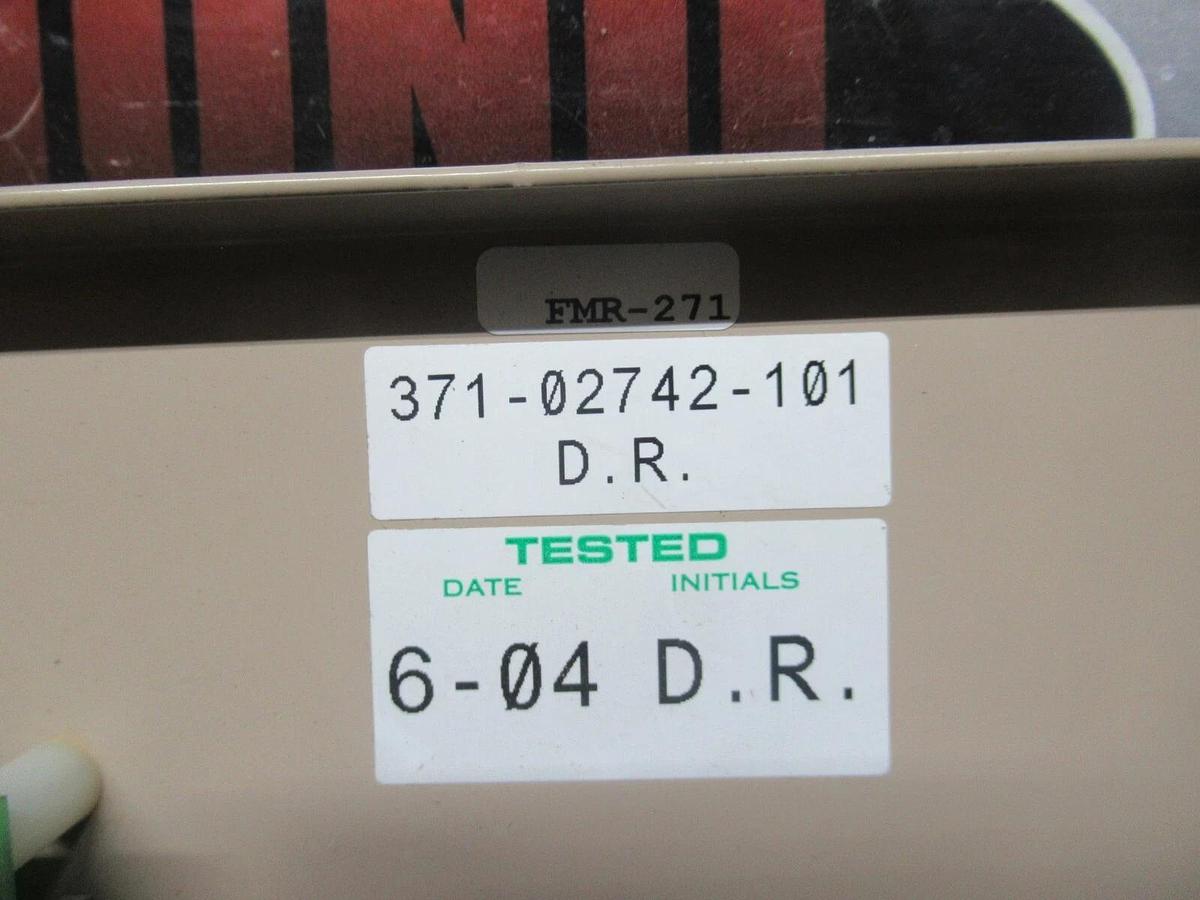 FMR-271
371-02742-101
D.R.
TESTED
DATE INITIALS
6-04 D.R.